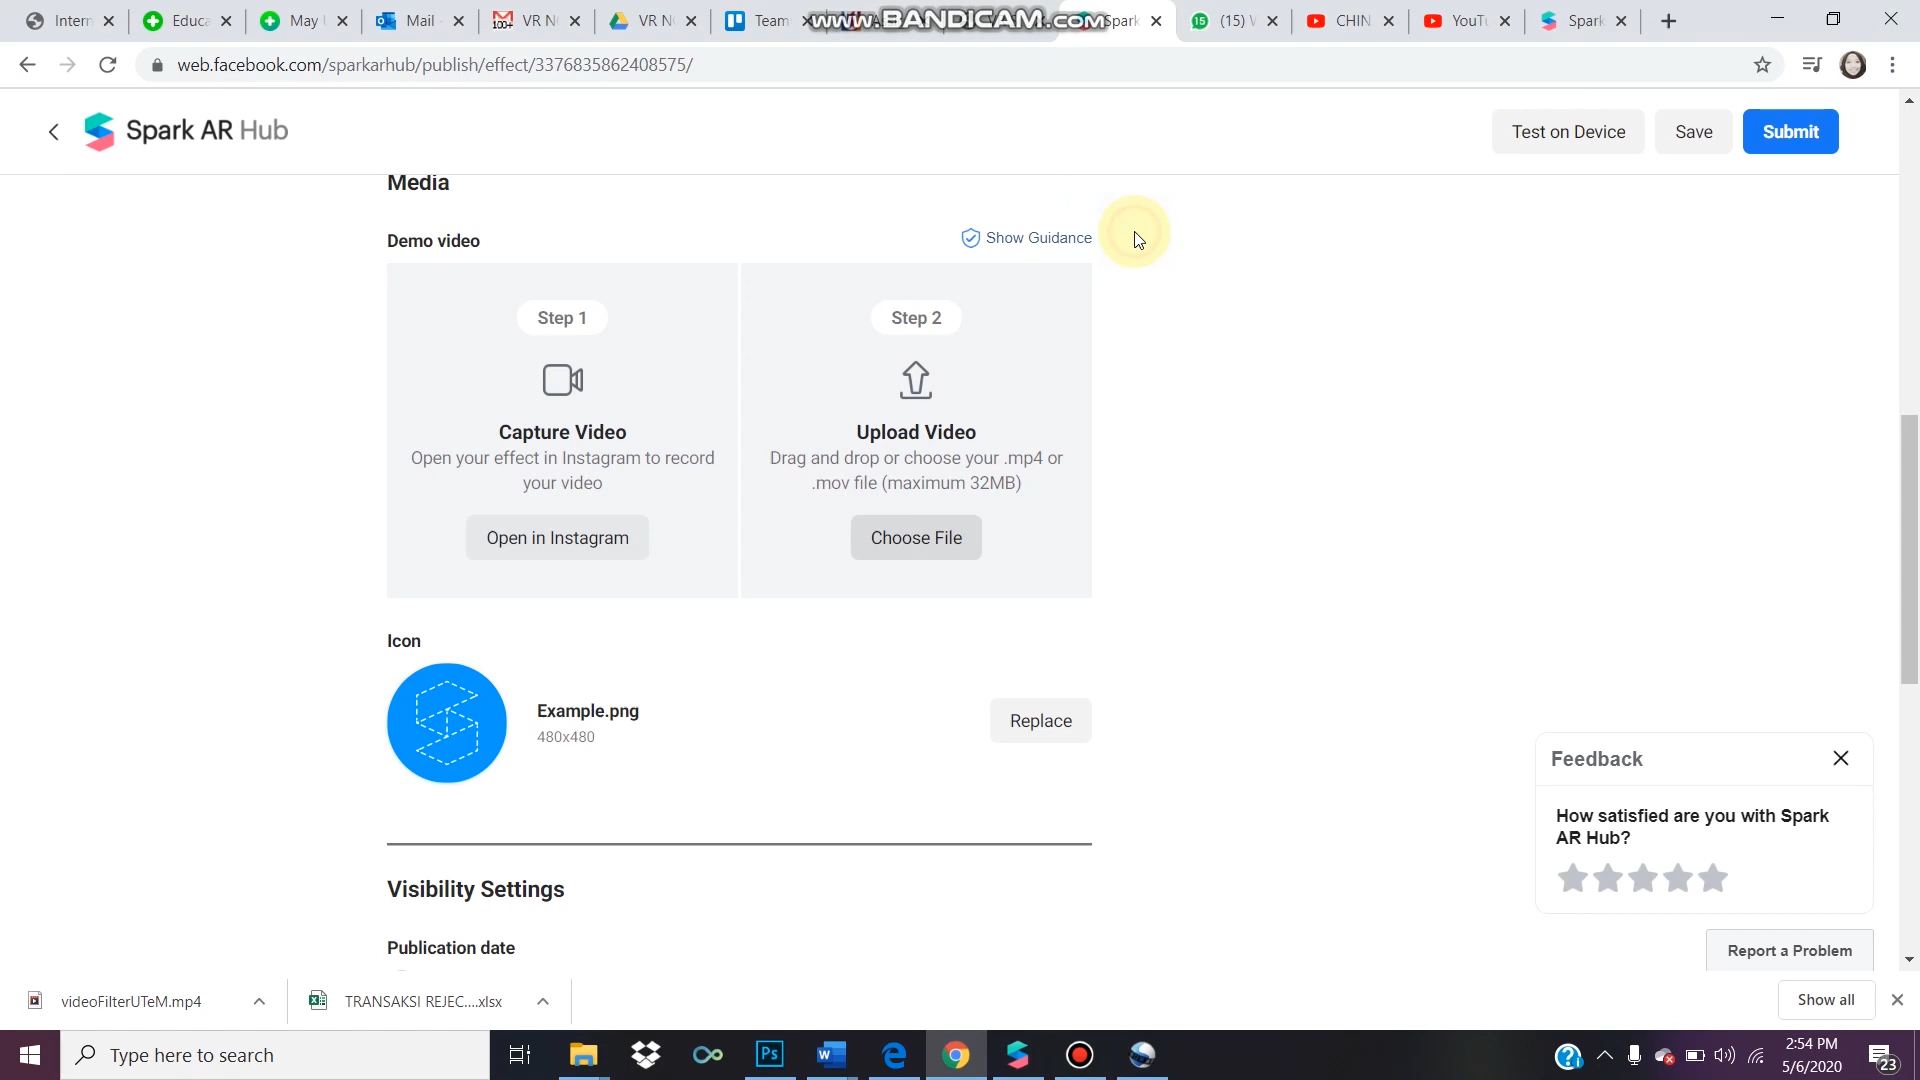 Intern
Educa
May
Mail -
VR N
VR N
Team
www.BANDICAM.com
Spark
(15) W
CHIN
YouTu
Spark
web.facebook.com/sparkarhub/publish/effect/3376835862408575/
Spark AR Hub
Test on Device
Save
Submit
Media
Demo video
Show Guidance
Step 1
Capture Video
Open your effect in Instagram to record
your video
Open in Instagram
Step 2
Upload Video
Drag and drop or choose your .mp4 or
.mov file (maximum 32MB)
Choose File
Icon
Example.png
480x480
Replace
Visibility Settings
Publication date
Feedback
How satisfied are you with Spark
AR Hub?
Report a Problem
videoFilterUTeM.mp4
TRANSAKSI REJEC....xlsx
Show all
Type here to search
2:54 PM
5/6/2020
23